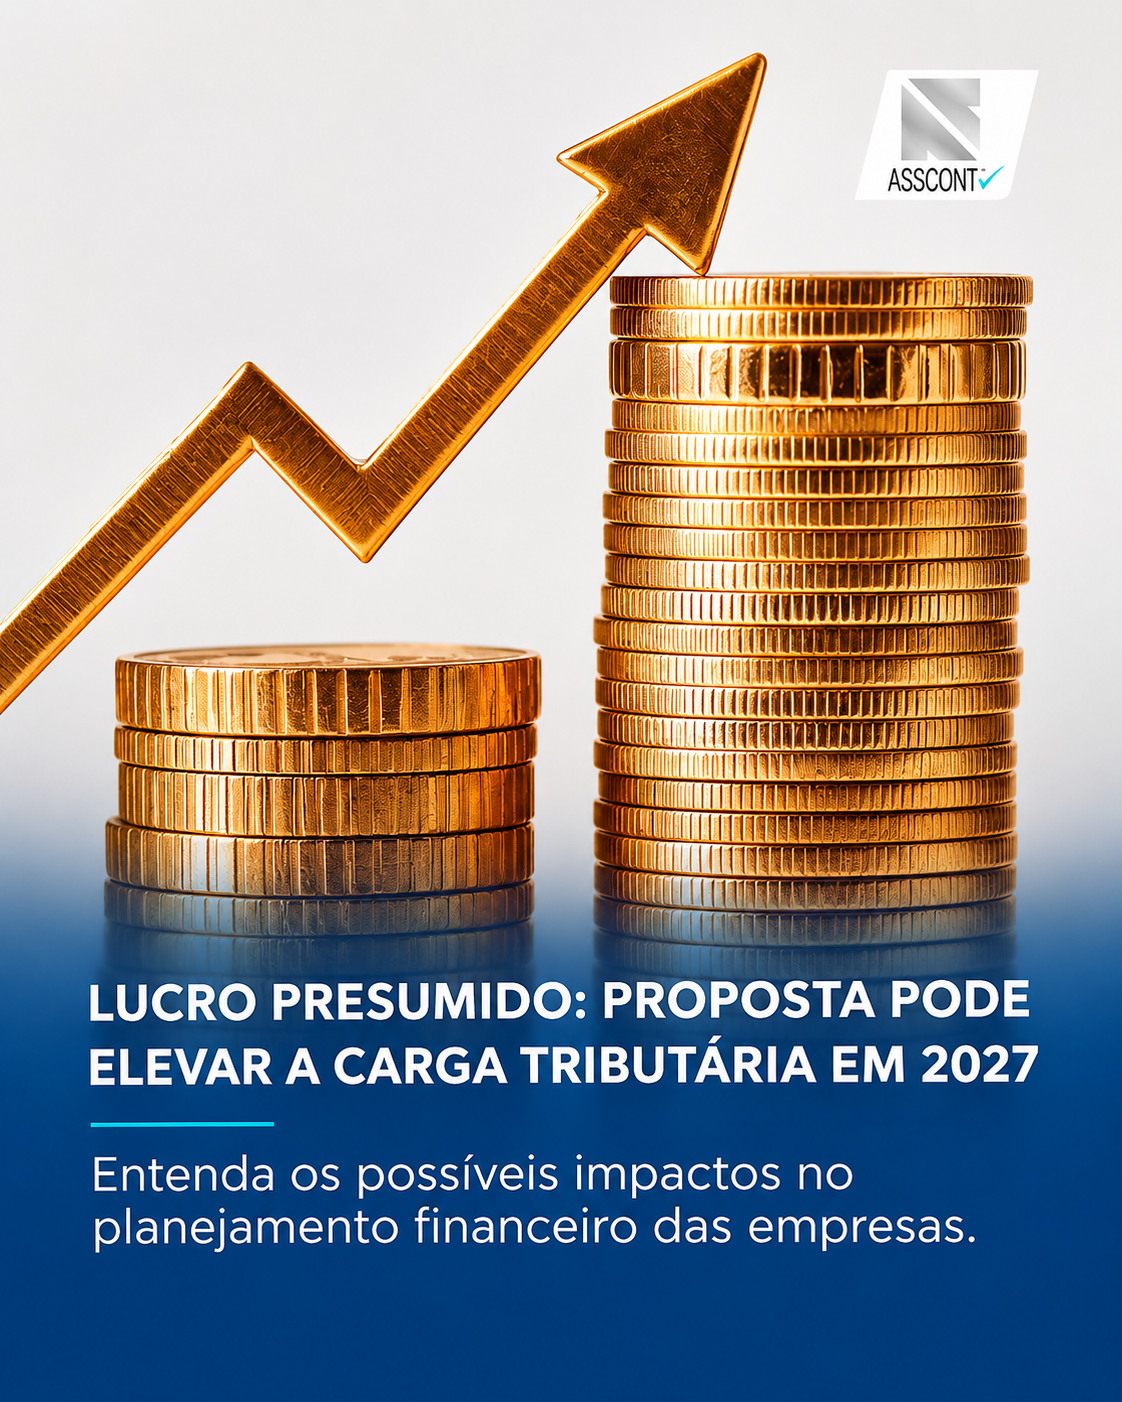 ASSCONT
LUCRO PRESUMIDO: PROPOSTA PODE
ELEVAR A CARGA TRIBUTÁRIA EM 2027
Entenda os possíveis impactos no
planejamento financeiro das empresas.